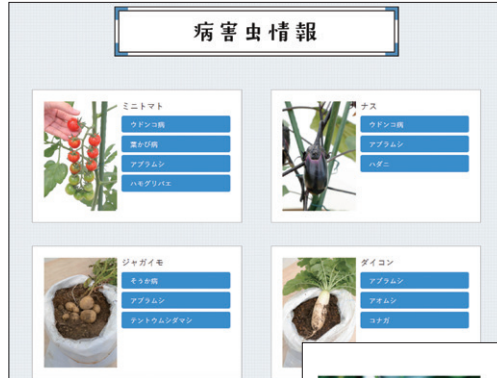 病害虫情報
ミニトマト
ウドンコ病
葉かび病
アブラムシ
ハモグリバエ
ナス
ウドンコ病
アブラムシ
ハダニ
ジャガイモ
そうか病
アブラムシ
テントウムシダマシ
ダイコン
アブラムシ
アオムシ
コナガ